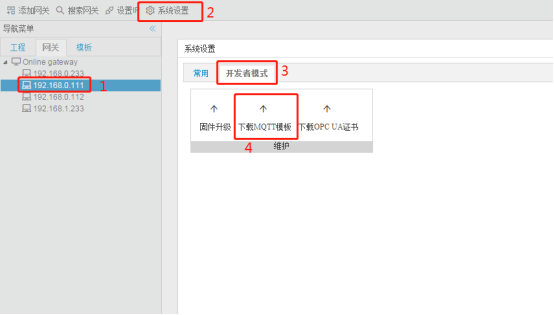 添加网关 搜索网关 设置IP 系统设置 2
导航菜单
工程 网关 模板
Online gateway
192.168.0.233
192.168.0.111 1
192.168.0.112
192.168.1.233
系统设置
常用 开发者模式 3
固件升级 下载MQTT模板 下载OPC UA证书
4 维护